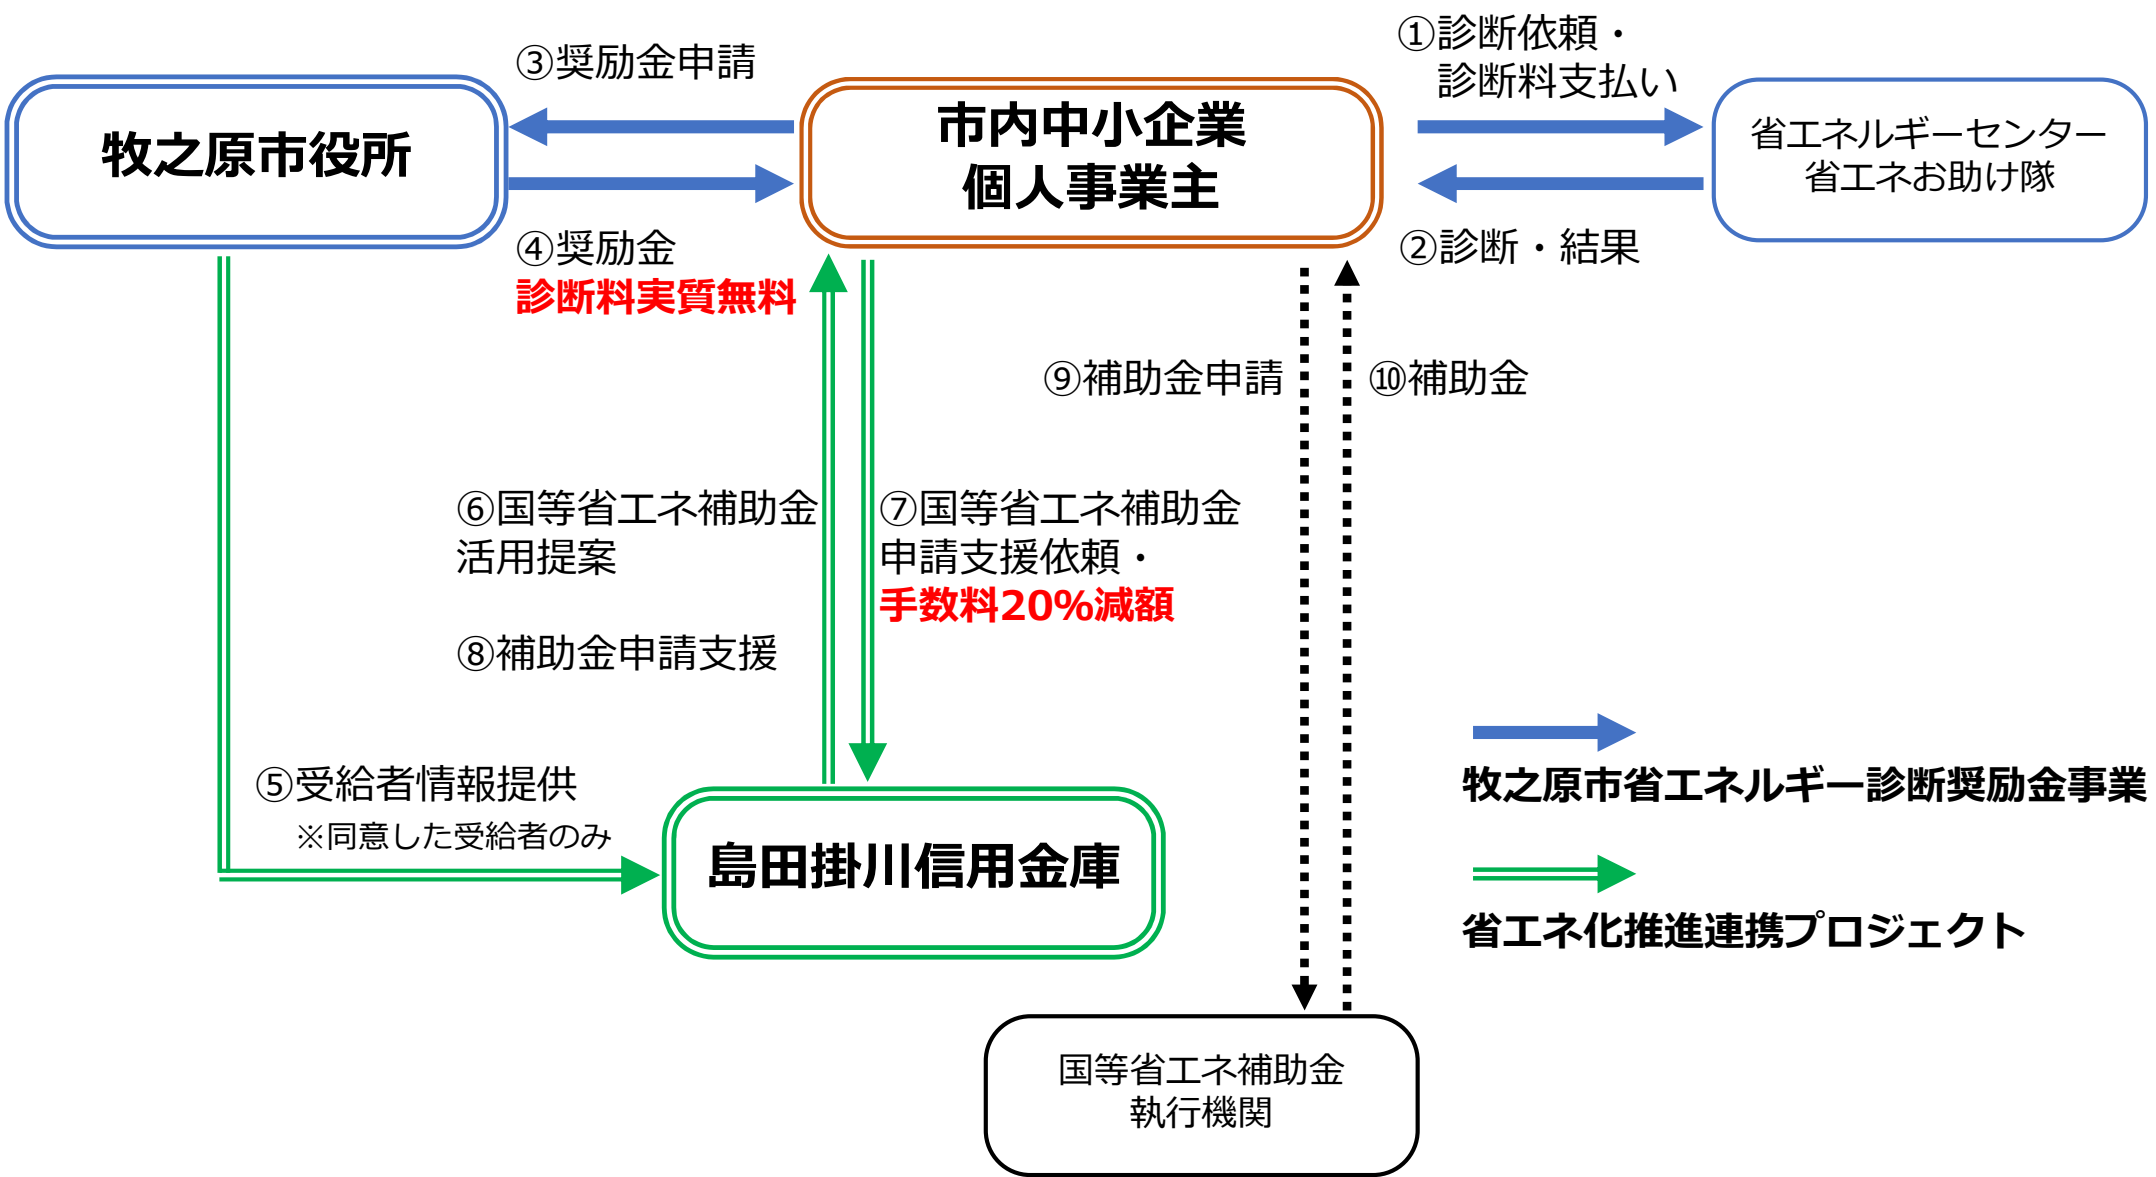 ①診断依頼・
診断料支払い
③奨励金申請
牧之原市役所
市内中小企業
個人事業主
省エネルギーセンター
省エネお助け隊
④奨励金
診断料実質無料
②診断・結果
⑨補助金申請
⑩補助金
⑥国等省エネ補助金
活用提案
⑧補助金申請支援
⑦国等省エネ補助金
申請支援依頼・
手数料20%減額
⑤受給者情報提供
※同意した受給者のみ
島田掛川信用金庫
牧之原市省エネルギー診断奨励金事業
省エネ化推進連携プロジェクト
国等省エネ補助金
執行機関